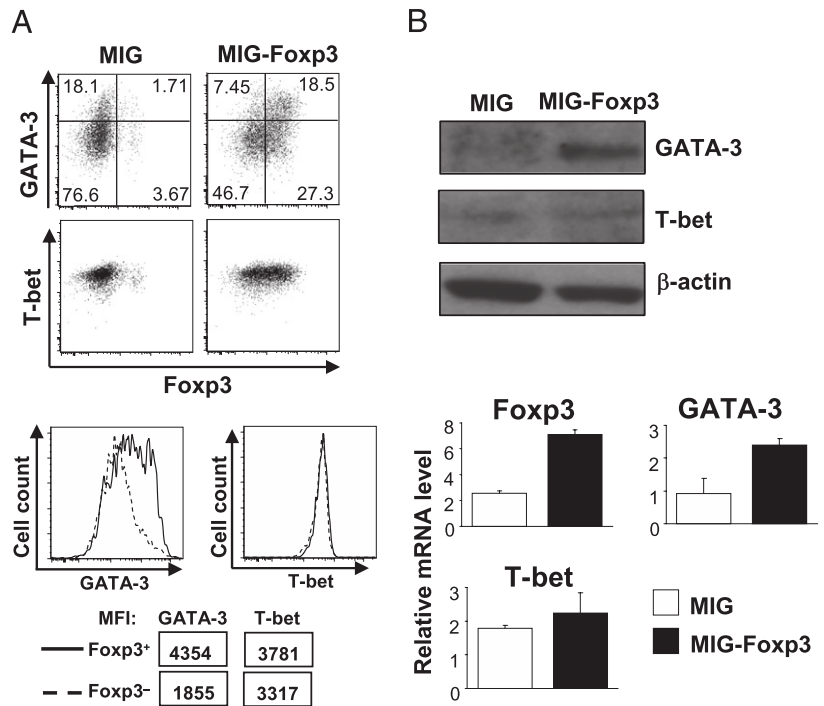 A
MIG
MIG-Foxp3
18.1
1.71
7.45
18.5
76.6
3.67
46.7
27.3
GATA-3
T-bet
Foxp3
Cell count
GATA-3
Cell count
T-bet
MFI: GATA-3 T-bet
Foxp3⁺ 4354 3781
Foxp3⁻ 1855 3317
B
MIG MIG-Foxp3
GATA-3
T-bet
β-actin
Relative mRNA level
Foxp3
8
6
4
2
0
GATA-3
3
2
1
0
T-bet
3
2
1
0
MIG
MIG-Foxp3